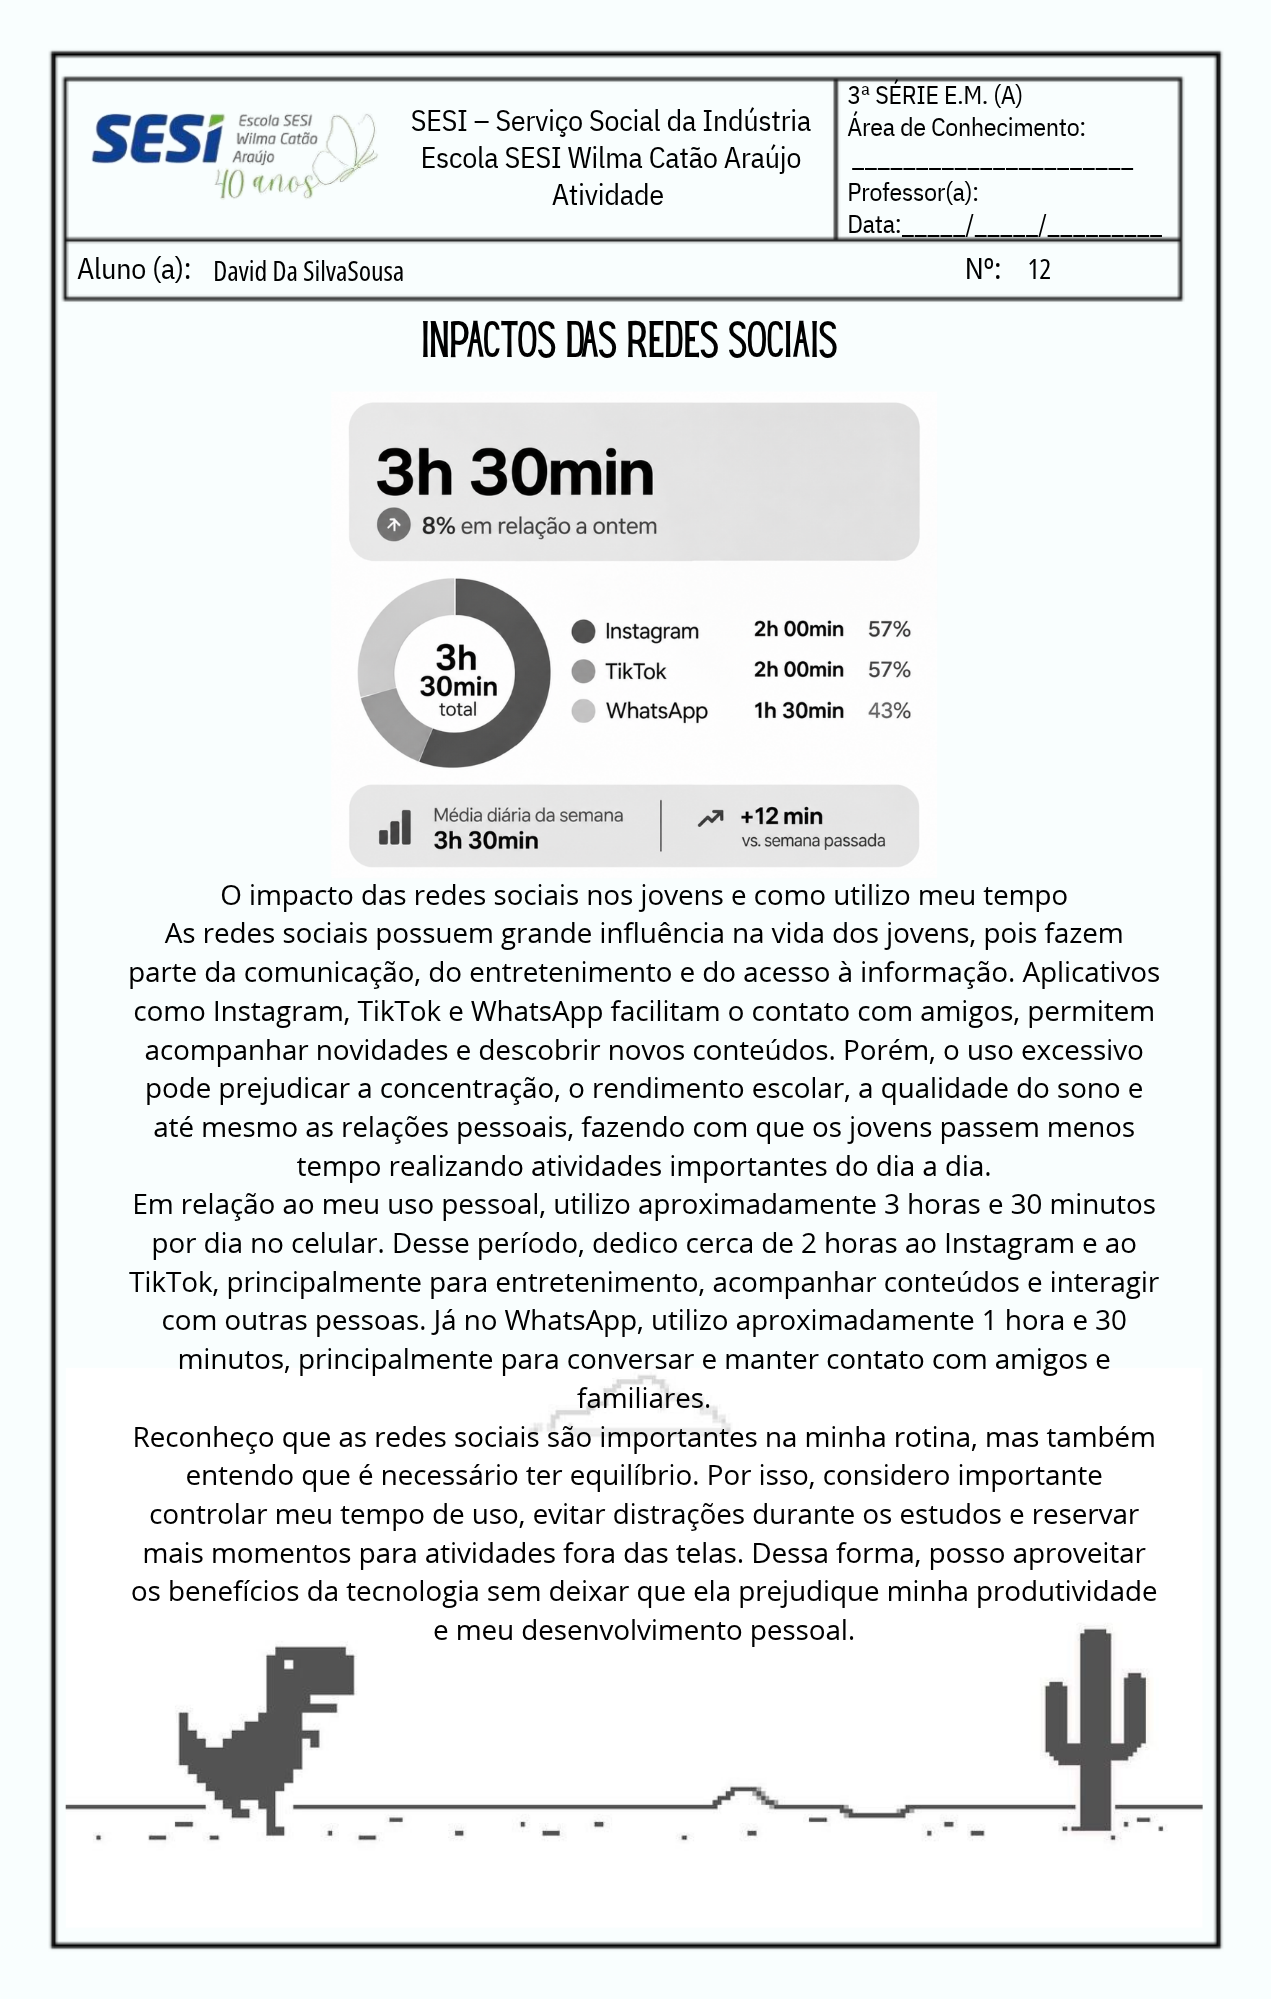 SESI
Escola SESI
Wilma Catão
Araújo
40 anos
SESI – Serviço Social da Indústria
Escola SESI Wilma Catão Araújo
Atividade
3ª SÉRIE E.M. (A)
Área de Conhecimento:
______________________
Professor(a):
Data:_____/_____/_________
Aluno (a): David Da SilvaSousa Nº: 12
INPACTOS DAS REDES SOCIAIS
3h 30min
8% em relação a ontem
3h
30min
total
Instagram 2h 00min 57%
TikTok 2h 00min 57%
WhatsApp 1h 30min 43%
Média diária da semana
3h 30min
+12 min
vs. semana passada
O impacto das redes sociais nos jovens e como utilizo meu tempo
As redes sociais possuem grande influência na vida dos jovens, pois fazem
parte da comunicação, do entretenimento e do acesso à informação. Aplicativos
como Instagram, TikTok e WhatsApp facilitam o contato com amigos, permitem
acompanhar novidades e descobrir novos conteúdos. Porém, o uso excessivo
pode prejudicar a concentração, o rendimento escolar, a qualidade do sono e
até mesmo as relações pessoais, fazendo com que os jovens passem menos
tempo realizando atividades importantes do dia a dia.
Em relação ao meu uso pessoal, utilizo aproximadamente 3 horas e 30 minutos
por dia no celular. Desse período, dedico cerca de 2 horas ao Instagram e ao
TikTok, principalmente para entretenimento, acompanhar conteúdos e interagir
com outras pessoas. Já no WhatsApp, utilizo aproximadamente 1 hora e 30
minutos, principalmente para conversar e manter contato com amigos e
familiares.
Reconheço que as redes sociais são importantes na minha rotina, mas também
entendo que é necessário ter equilíbrio. Por isso, considero importante
controlar meu tempo de uso, evitar distrações durante os estudos e reservar
mais momentos para atividades fora das telas. Dessa forma, posso aproveitar
os benefícios da tecnologia sem deixar que ela prejudique minha produtividade
e meu desenvolvimento pessoal.